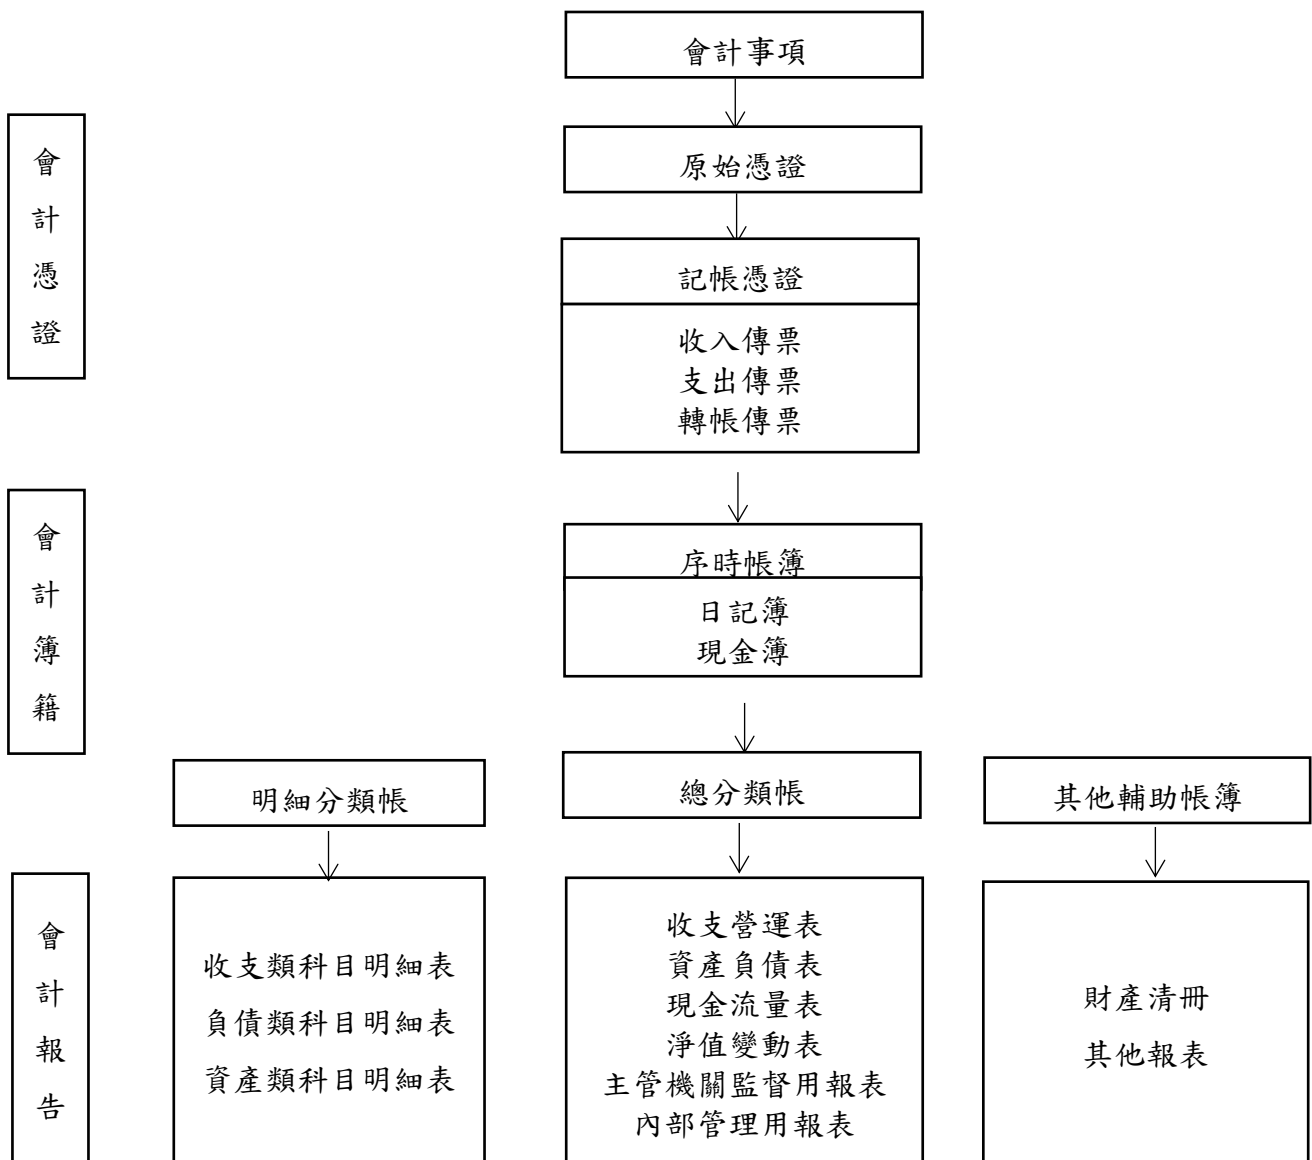 會計事項
會
計
憑
證
原始憑證
記帳憑證
收入傳票
支出傳票
轉帳傳票
會
計
簿
籍
序時帳簿
日記簿
現金簿
明細分類帳
總分類帳
其他輔助帳簿
會
計
報
告
收支類科目明細表
負債類科目明細表
資產類科目明細表
收支營運表
資產負債表
現金流量表
淨值變動表
主管機關監督用報表
內部管理用報表
財產清冊
其他報表